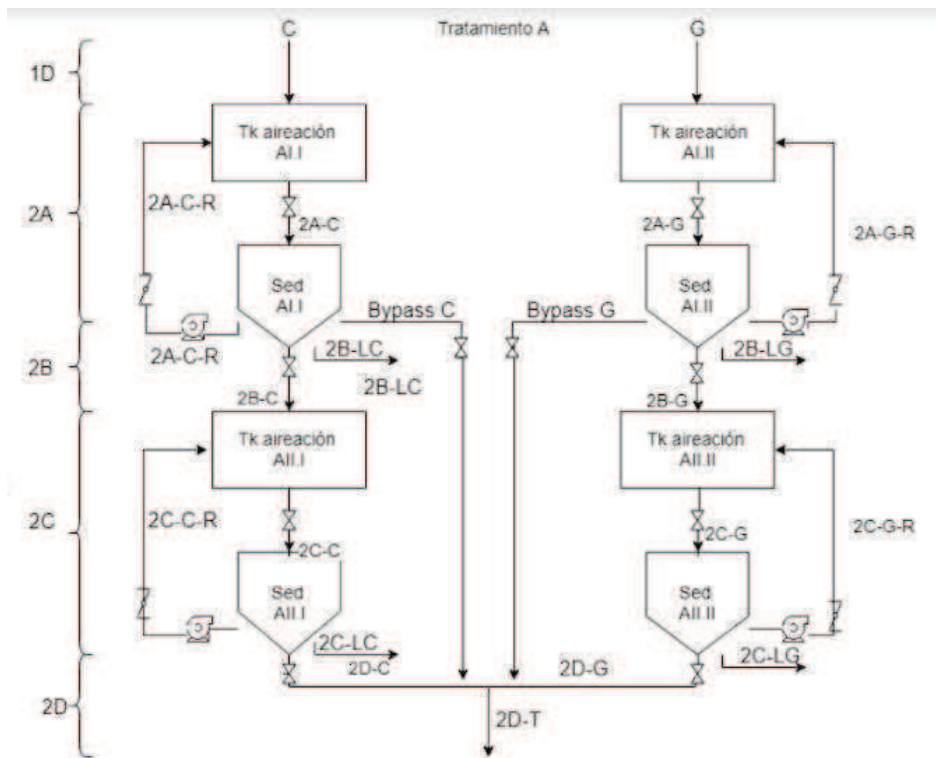 C
Tratamiento A
G
1D
Tk aireación
AI.I
Tk aireación
AI.II
2A-C-R
2A
2A-C
2A-G
2A-G-R
Sed
AI.I
Sed
AI.II
Bypass C
Bypass G
2A-C-R
2B-LC
2B-LG
2B
2B-LC
2B-C
2B-G
Tk aireación
AII.I
Tk aireación
AII.II
2C
2C-C-R
2C-G-R
2C-C
2C-G
Sed
AII.I
Sed
AII.II
2C-LC
2C-LG
2D-C
2D-G
2D
2D-T